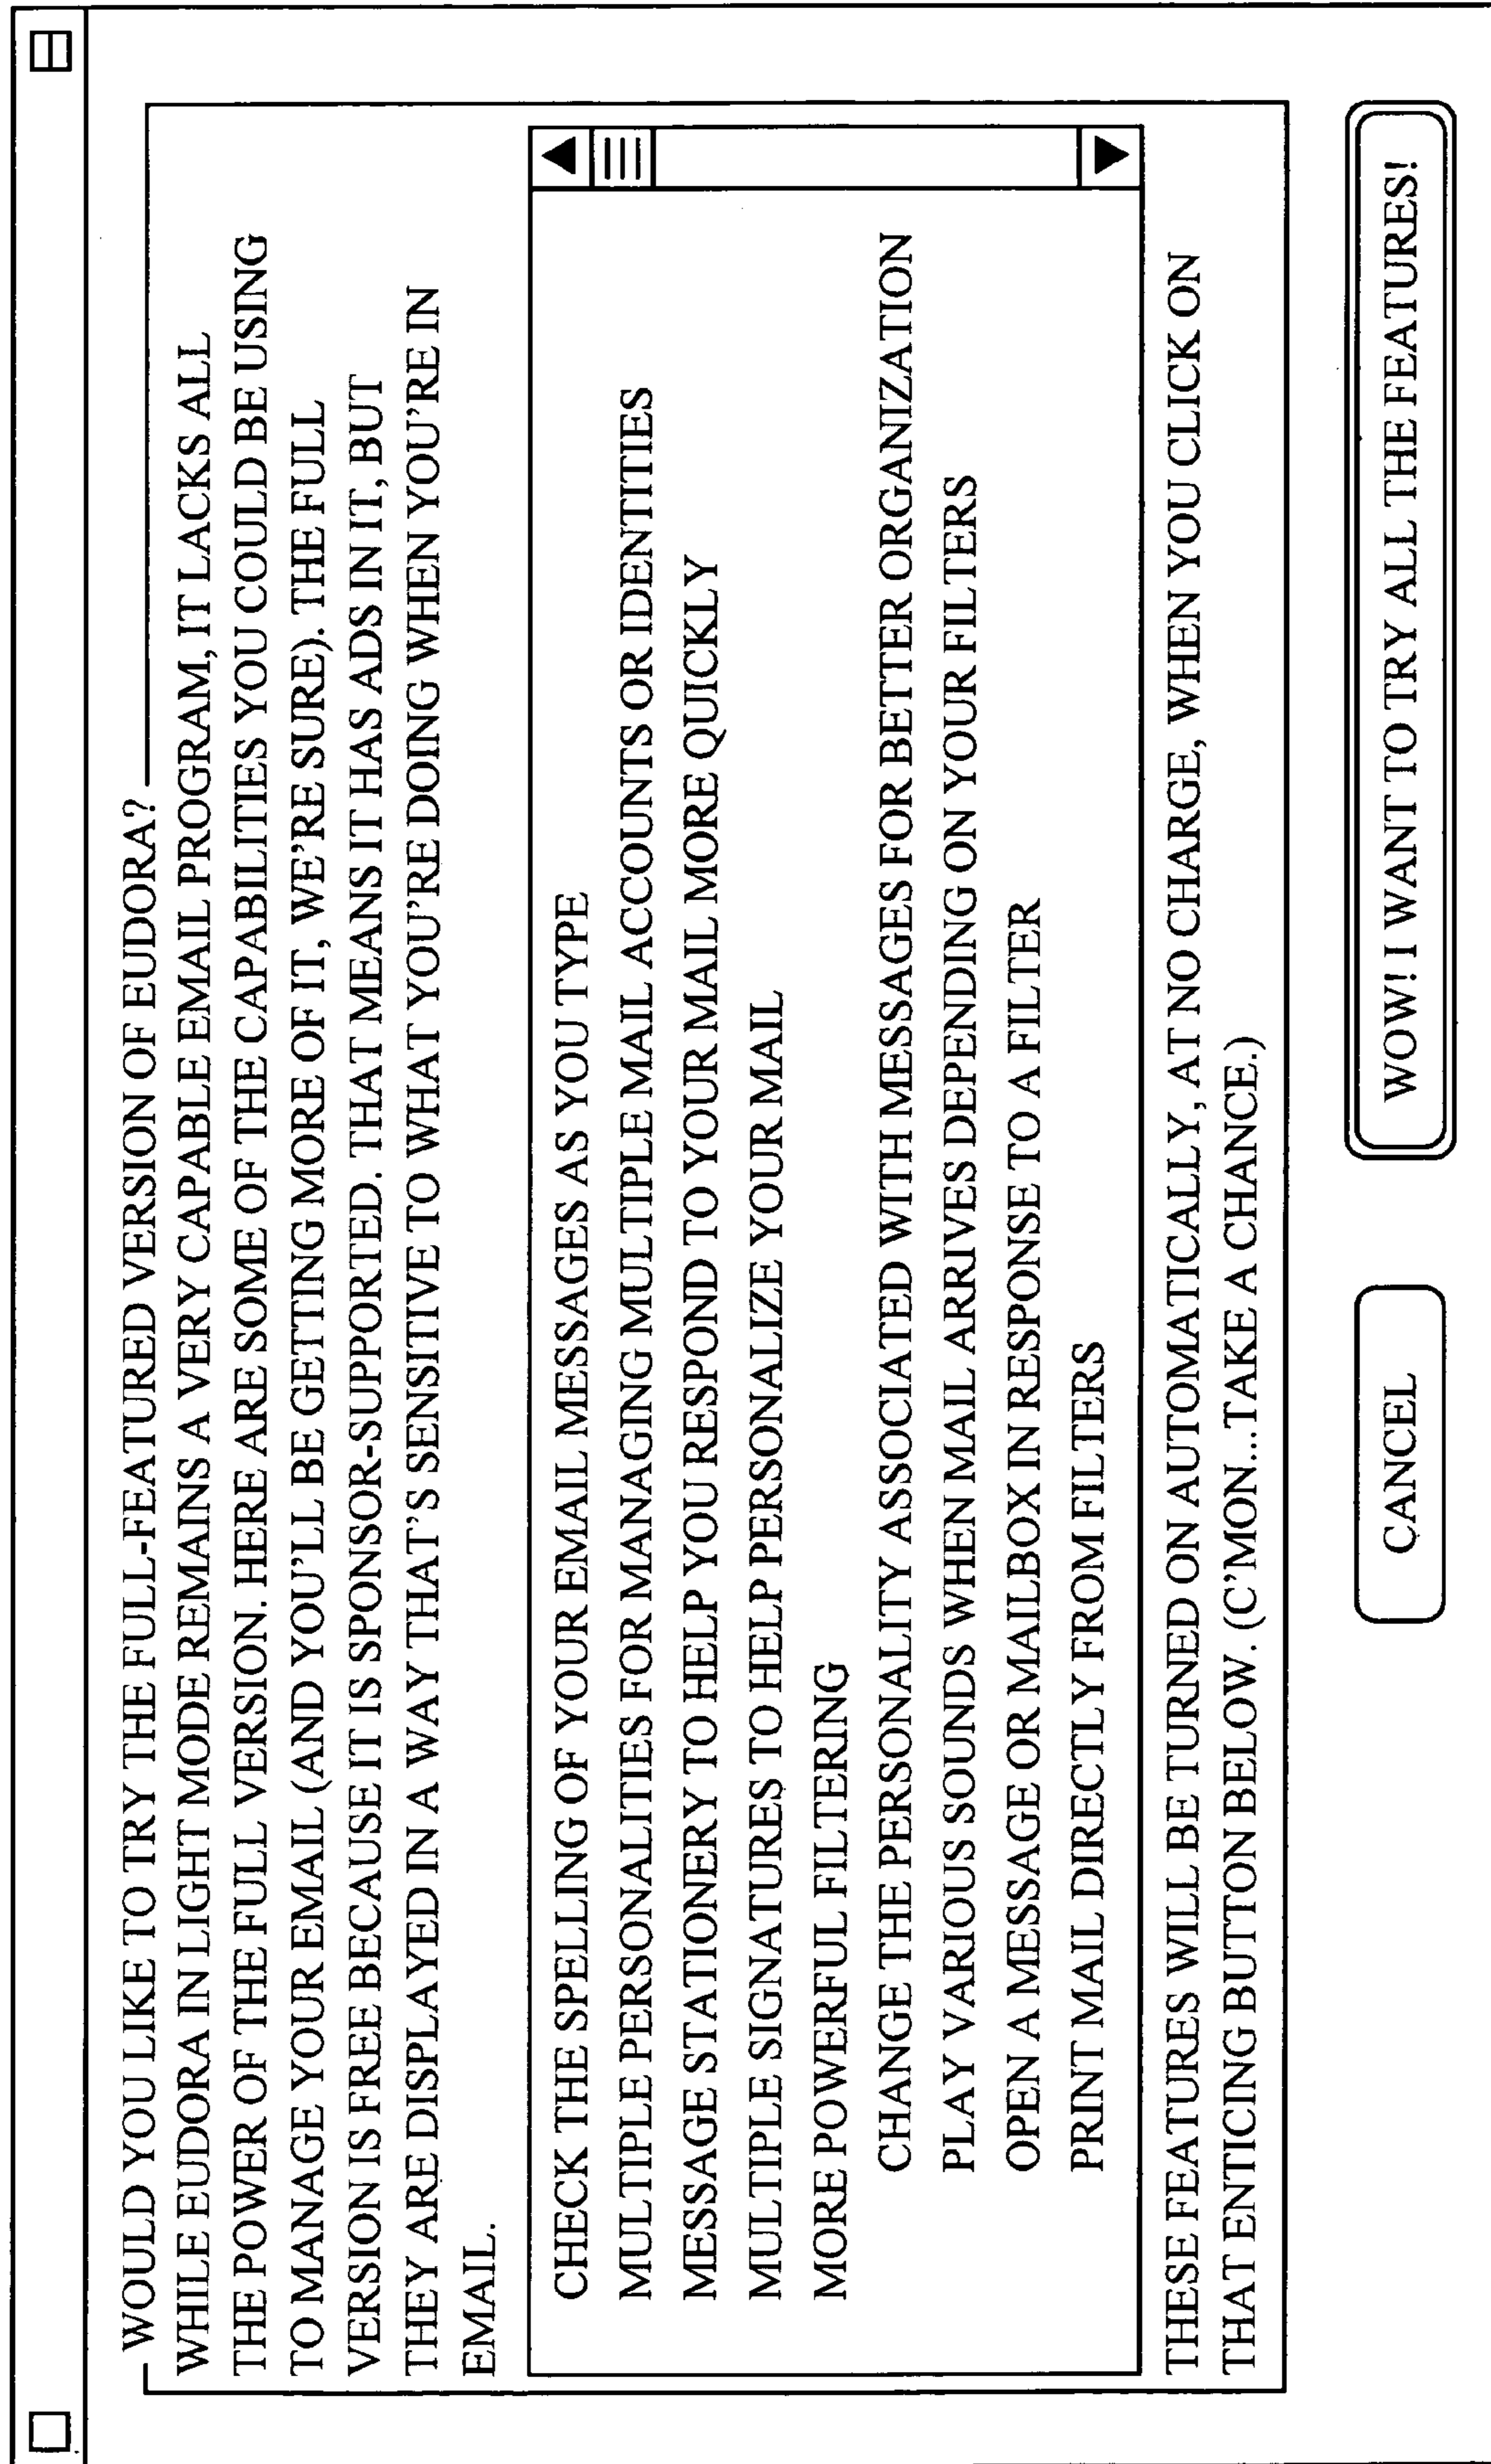 WOULD YOU LIKE TO TRY THE FULL-FEATURED VERSION OF EUDORA?
WHILE EUDORA IN LIGHT MODE REMAINS A VERY CAPABLE EMAIL PROGRAM, IT LACKS ALL
THE POWER OF THE FULL VERSION. HERE ARE SOME OF THE CAPABILITIES YOU COULD BE USING
TO MANAGE YOUR EMAIL (AND YOU'LL BE GETTING MORE OF IT, WE'RE SURE). THE FULL
VERSION IS FREE BECAUSE IT IS SPONSOR-SUPPORTED. THAT MEANS IT HAS ADS IN IT, BUT
THEY ARE DISPLAYED IN A WAY THAT'S SENSITIVE TO WHAT YOU'RE DOING WHEN YOU'RE IN
EMAIL.
CHECK THE SPELLING OF YOUR EMAIL MESSAGES AS YOU TYPE
MULTIPLE PERSONALITIES FOR MANAGING MULTIPLE MAIL ACCOUNTS OR IDENTITIES
MESSAGE STATIONERY TO HELP YOU RESPOND TO YOUR MAIL MORE QUICKLY
MULTIPLE SIGNATURES TO HELP PERSONALIZE YOUR MAIL
MORE POWERFUL FILTERING
CHANGE THE PERSONALITY ASSOCIATED WITH MESSAGES FOR BETTER ORGANIZATION
PLAY VARIOUS SOUNDS WHEN MAIL ARRIVES DEPENDING ON YOUR FILTERS
OPEN A MESSAGE OR MAILBOX IN RESPONSE TO A FILTER
PRINT MAIL DIRECTLY FROM FILTERS
THESE FEATURES WILL BE TURNED ON AUTOMATICALLY, AT NO CHARGE, WHEN YOU CLICK ON
THAT ENTICING BUTTON BELOW. (C'MON...TAKE A CHANCE.)
CANCEL
WOW! I WANT TO TRY ALL THE FEATURES!